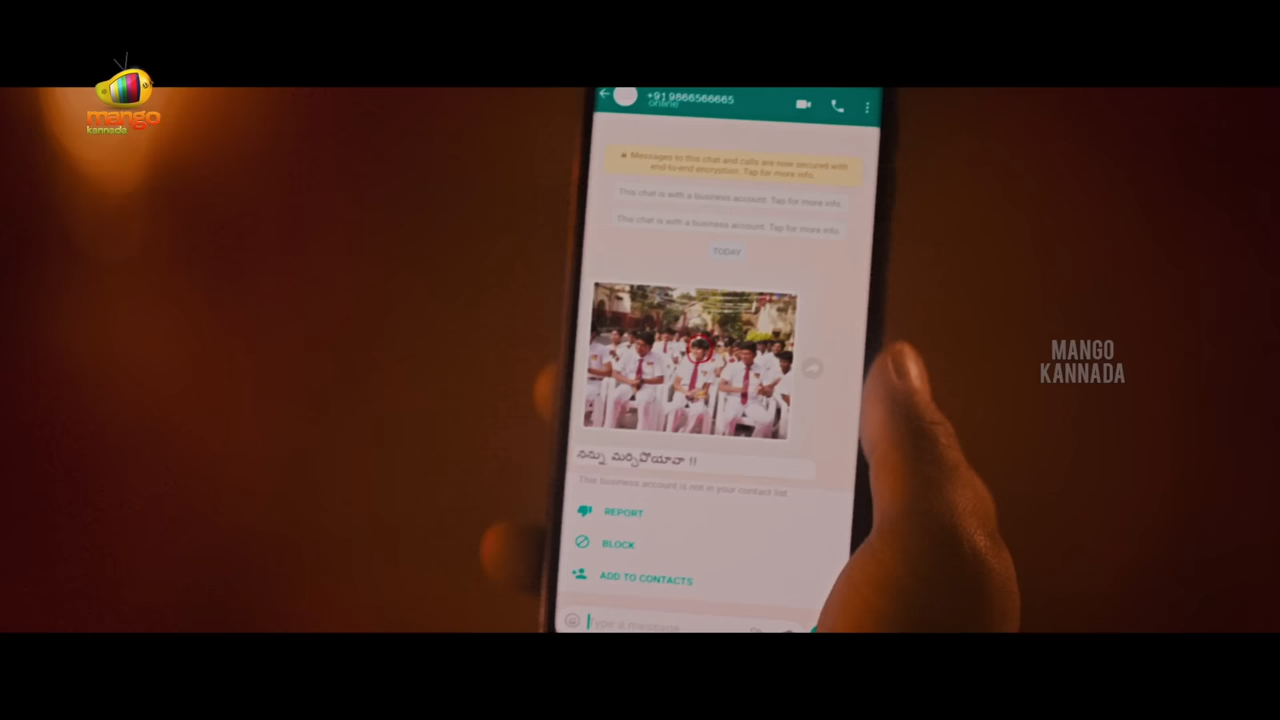 mango
kannada
+91 9866566665
online
Messages to this chat and calls are now secured with
end-to-end encryption. Tap for more info.
This chat is with a business account. Tap for more info.
This chat is with a business account. Tap for more info.
TODAY
MANGO
KANNADA
నిన్ను మర్చిపోయావా !!
This business account is not in your contact list
REPORT
BLOCK
ADD TO CONTACTS
Type a message